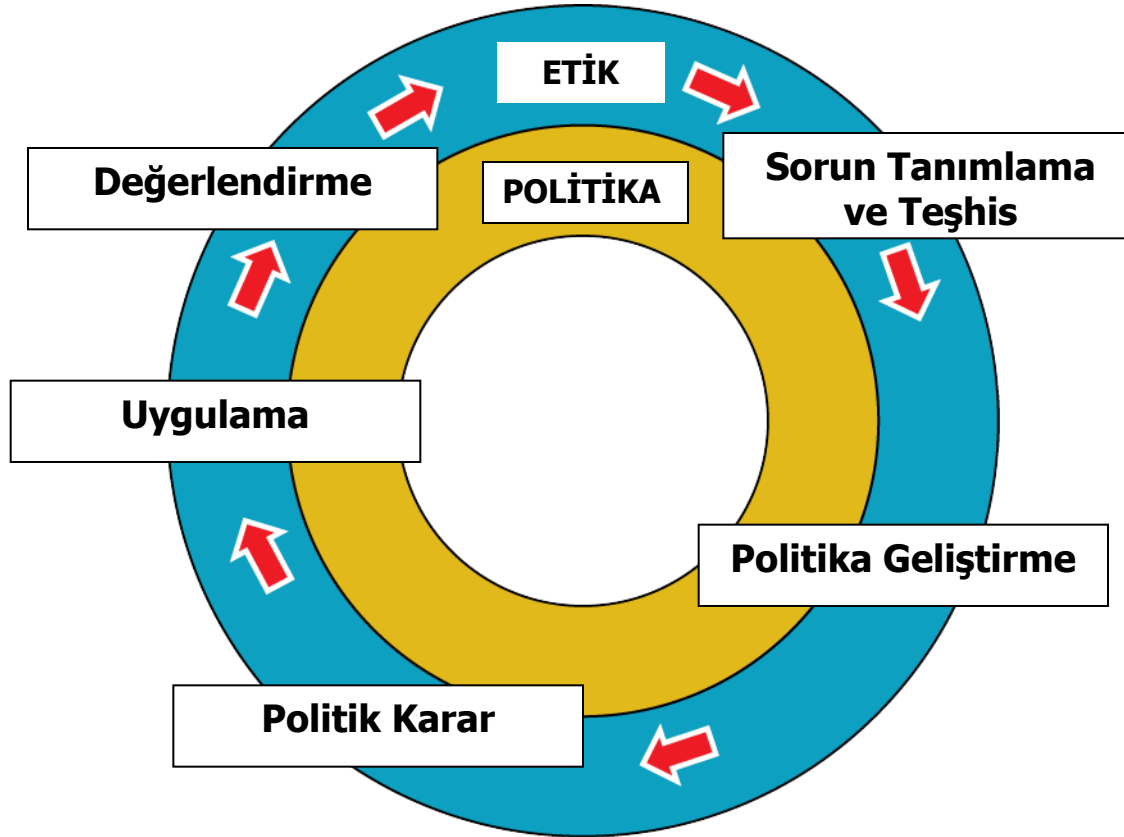 ETİK
POLİTİKA
Sorun Tanımlama
ve Teşhis
Politika Geliştirme
Politik Karar
Uygulama
Değerlendirme